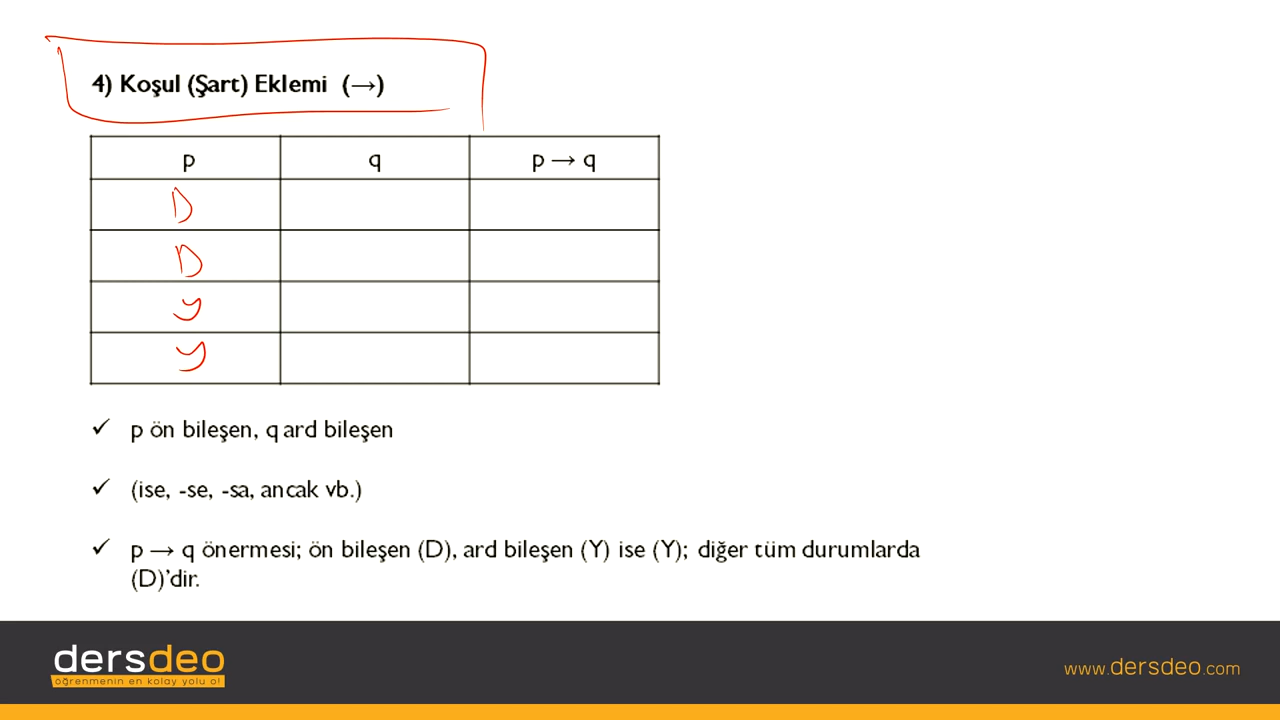 4) Koşul (Şart) Eklemi (→)
p q p → q
D
D
y
y
✓ p ön bileşen, q ard bileşen
✓ (ise, -se, -sa, ancak vb.)
✓ p → q önermesi; ön bileşen (D), ard bileşen (Y) ise (Y); diğer tüm durumlarda
(D)'dir.
dersdeo
öğrenmenin en kolay yolu o!
www.dersdeo.com